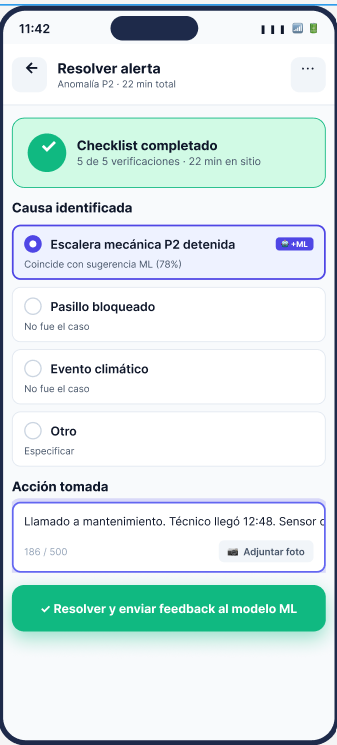 11:42
←
Resolver alerta
Anomalía P2 · 22 min total
...
Checklist completado
5 de 5 verificaciones · 22 min en sitio
Causa identificada
Escalera mecánica P2 detenida
+ML
Coincide con sugerencia ML (78%)
Pasillo bloqueado
No fue el caso
Evento climático
No fue el caso
Otro
Especificar
Acción tomada
Llamado a mantenimiento. Técnico llegó 12:48. Sensor
186 / 500
Adjuntar foto
✓ Resolver y enviar feedback al modelo ML